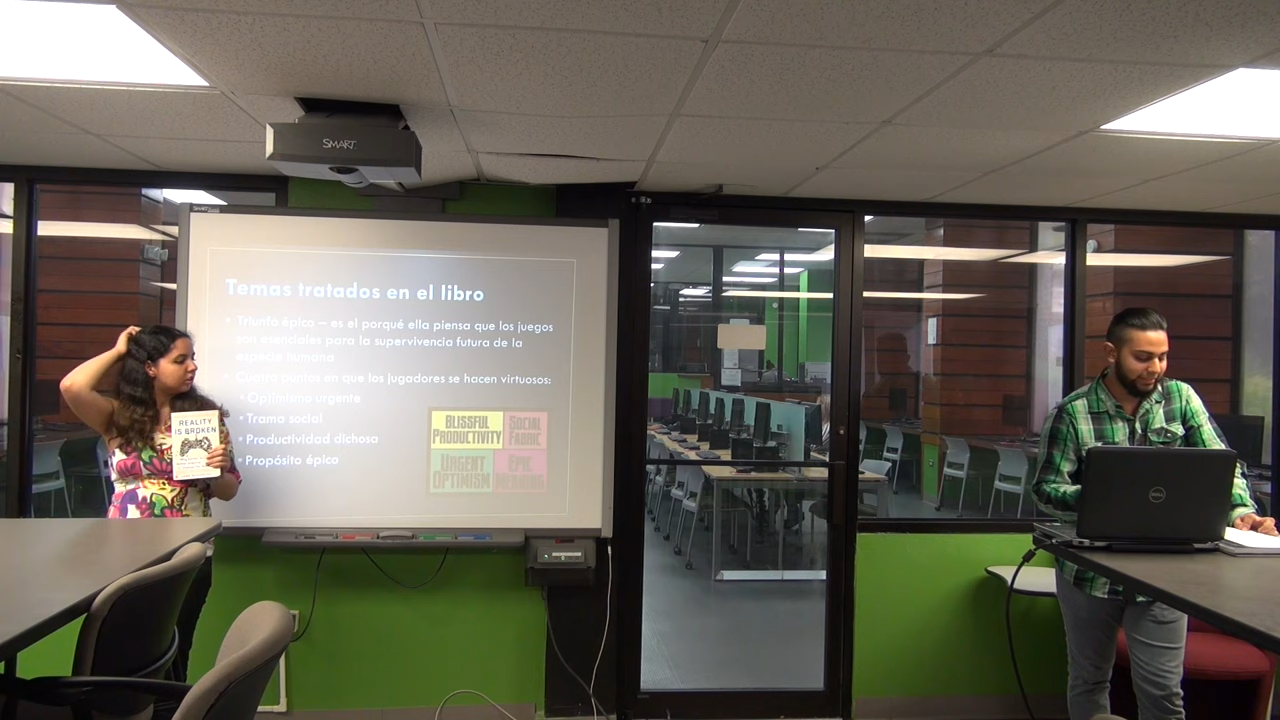 SMART
Temas tratados en el libro
• Triunfo épico – es el porqué ella piensa que los juegos
son esenciales para la supervivencia futura de la
especie humana
• Cuatro puntos en que los jugadores se hacen virtuosos:
• Optimismo urgente
• Trama social
• Productividad dichosa
• Propósito épico
BLISSFUL
PRODUCTIVITY
SOCIAL
FABRIC
URGENT
OPTIMISM
EPIC
MEANING
REALITY
IS BROKEN
DELL